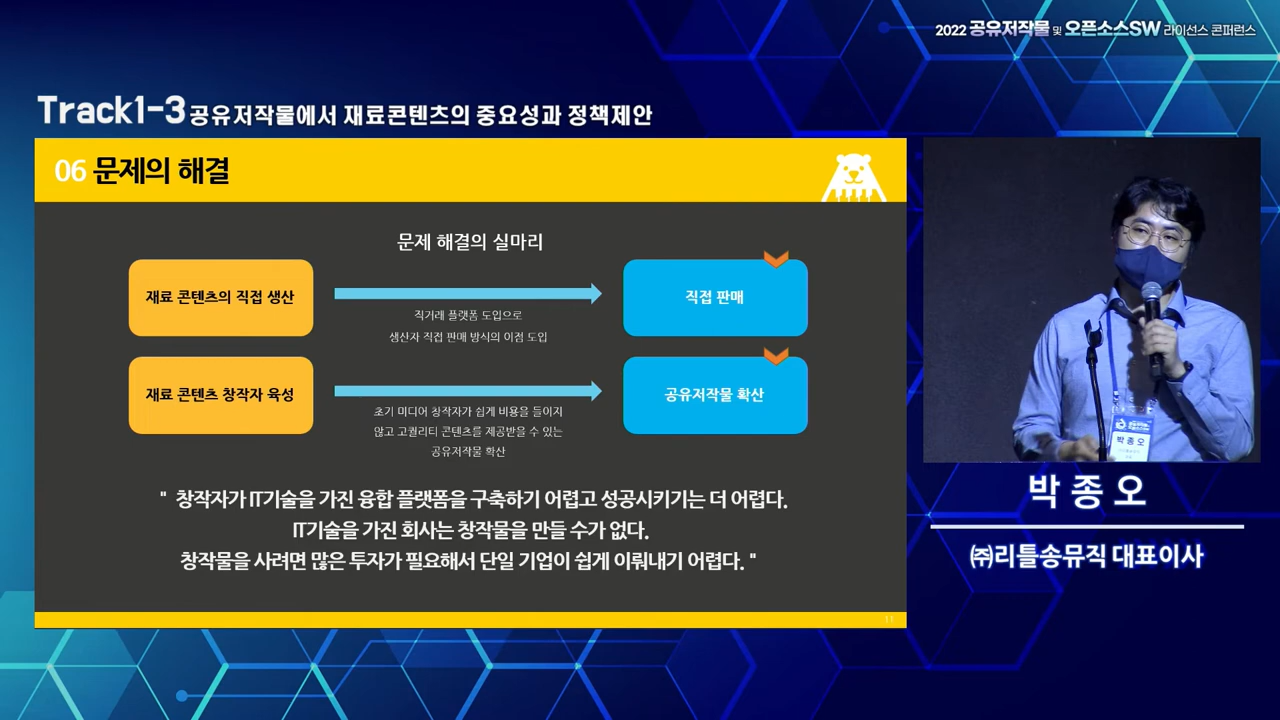 2022 공유저작물 및 오픈소스SW 라이선스 콘퍼런스
Track1-3 공유저작물에서 재료콘텐츠의 중요성과 정책제안
06 문제의 해결
문제 해결의 실마리
재료 콘텐츠의 직접 생산
직거래 플랫폼 도입으로
생산자 직접 판매 방식의 이점 도입
직접 판매
재료 콘텐츠 창작자 육성
초기 미디어 창작자가 쉽게 비용을 들이지
않고 고퀄리티 콘텐츠를 제공받을 수 있는
공유저작물 확산
공유저작물 확산
" 창작자가 IT기술을 가진 융합 플랫폼을 구축하기 어렵고 성공시키기는 더 어렵다.
IT기술을 가진 회사는 창작물을 만들 수가 없다.
창작물을 사려면 많은 투자가 필요해서 단일 기업이 쉽게 이뤄내기 어렵다. "
11
박종오
박종오
㈜리틀송뮤직 대표이사